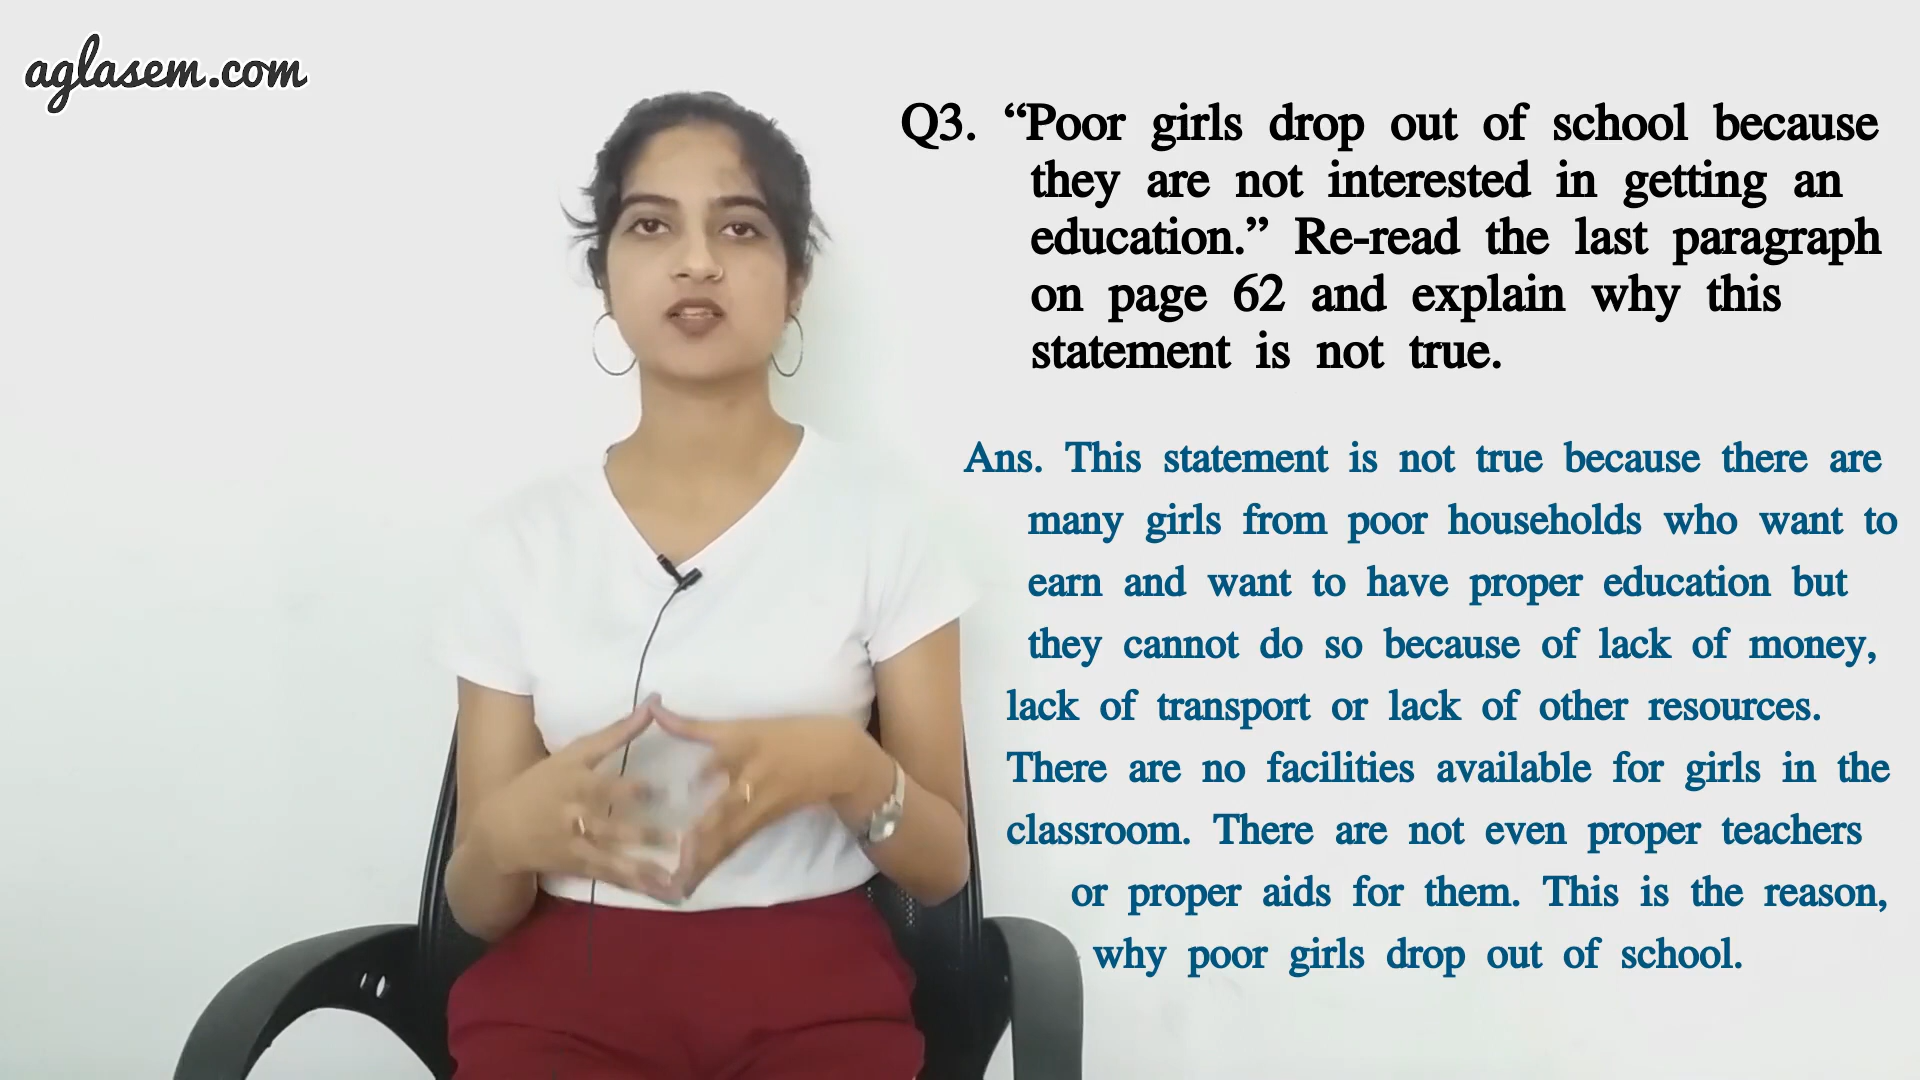 aglasem.com
Q3. “Poor girls drop out of school because
they are not interested in getting an
education.” Re-read the last paragraph
on page 62 and explain why this
statement is not true.
Ans. This statement is not true because there are
many girls from poor households who want to
earn and want to have proper education but
they cannot do so because of lack of money,
lack of transport or lack of other resources.
There are no facilities available for girls in the
classroom. There are not even proper teachers
or proper aids for them. This is the reason,
why poor girls drop out of school.